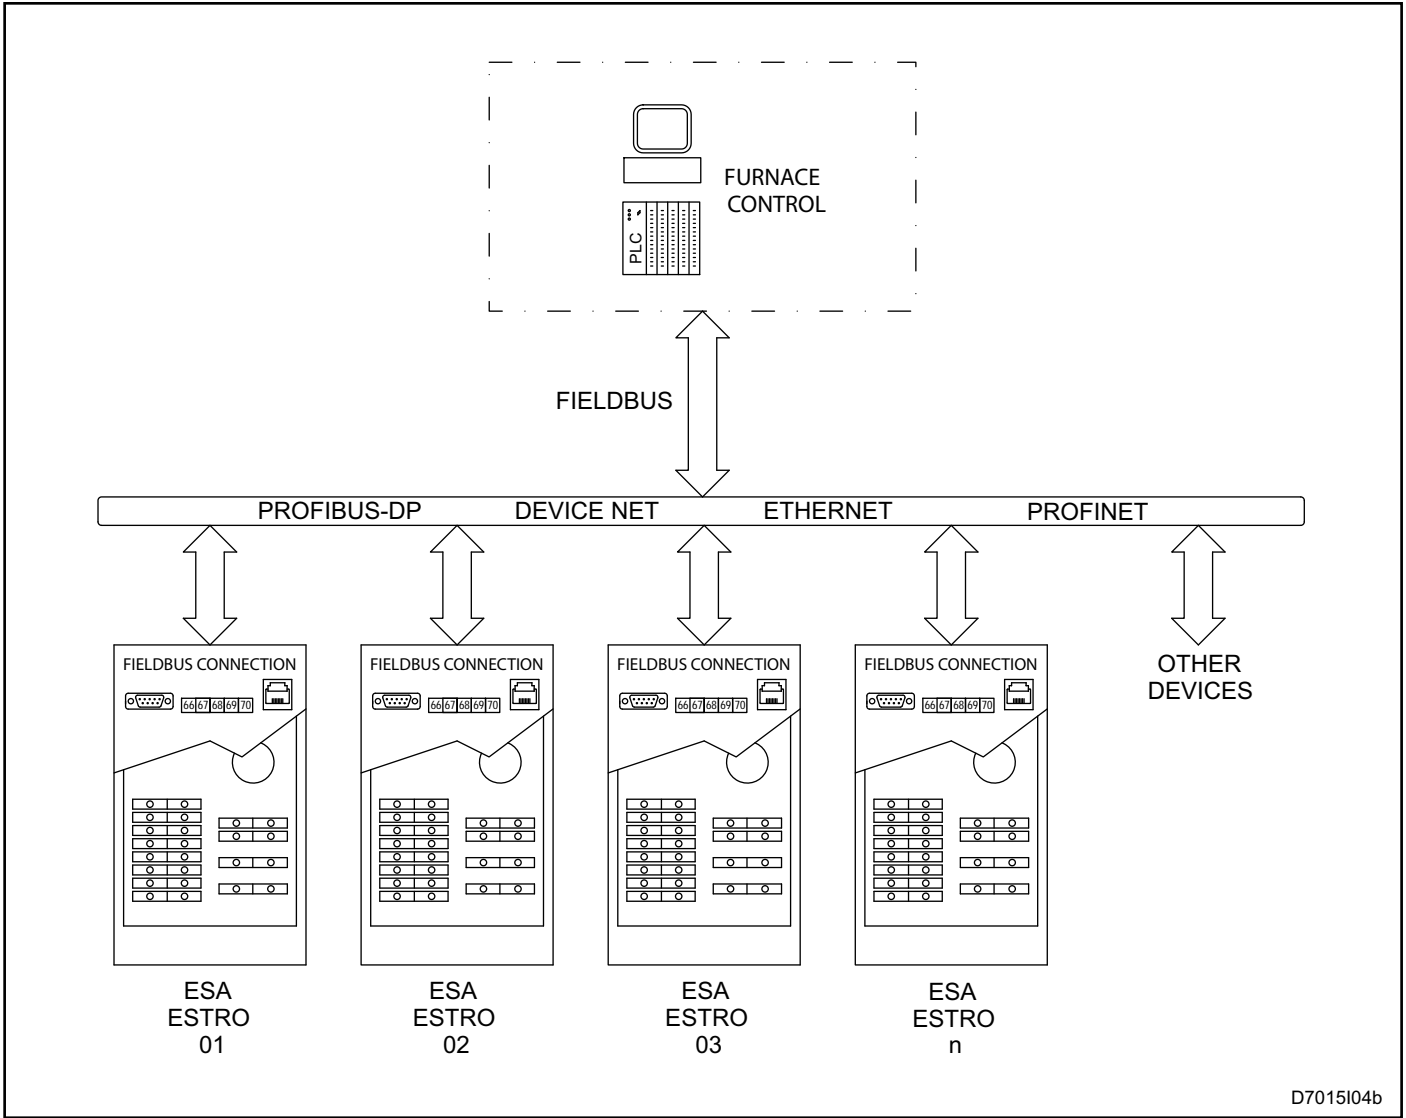 FURNACE
CONTROL
PLC
FIELDBUS
PROFIBUS-DP DEVICE NET ETHERNET PROFINET
FIELDBUS CONNECTION
66 67 68 69 70
FIELDBUS CONNECTION
66 67 68 69 70
FIELDBUS CONNECTION
66 67 68 69 70
FIELDBUS CONNECTION
66 67 68 69 70
OTHER
DEVICES
ESA
ESTRO
01
ESA
ESTRO
02
ESA
ESTRO
03
ESA
ESTRO
n
D7015I04b